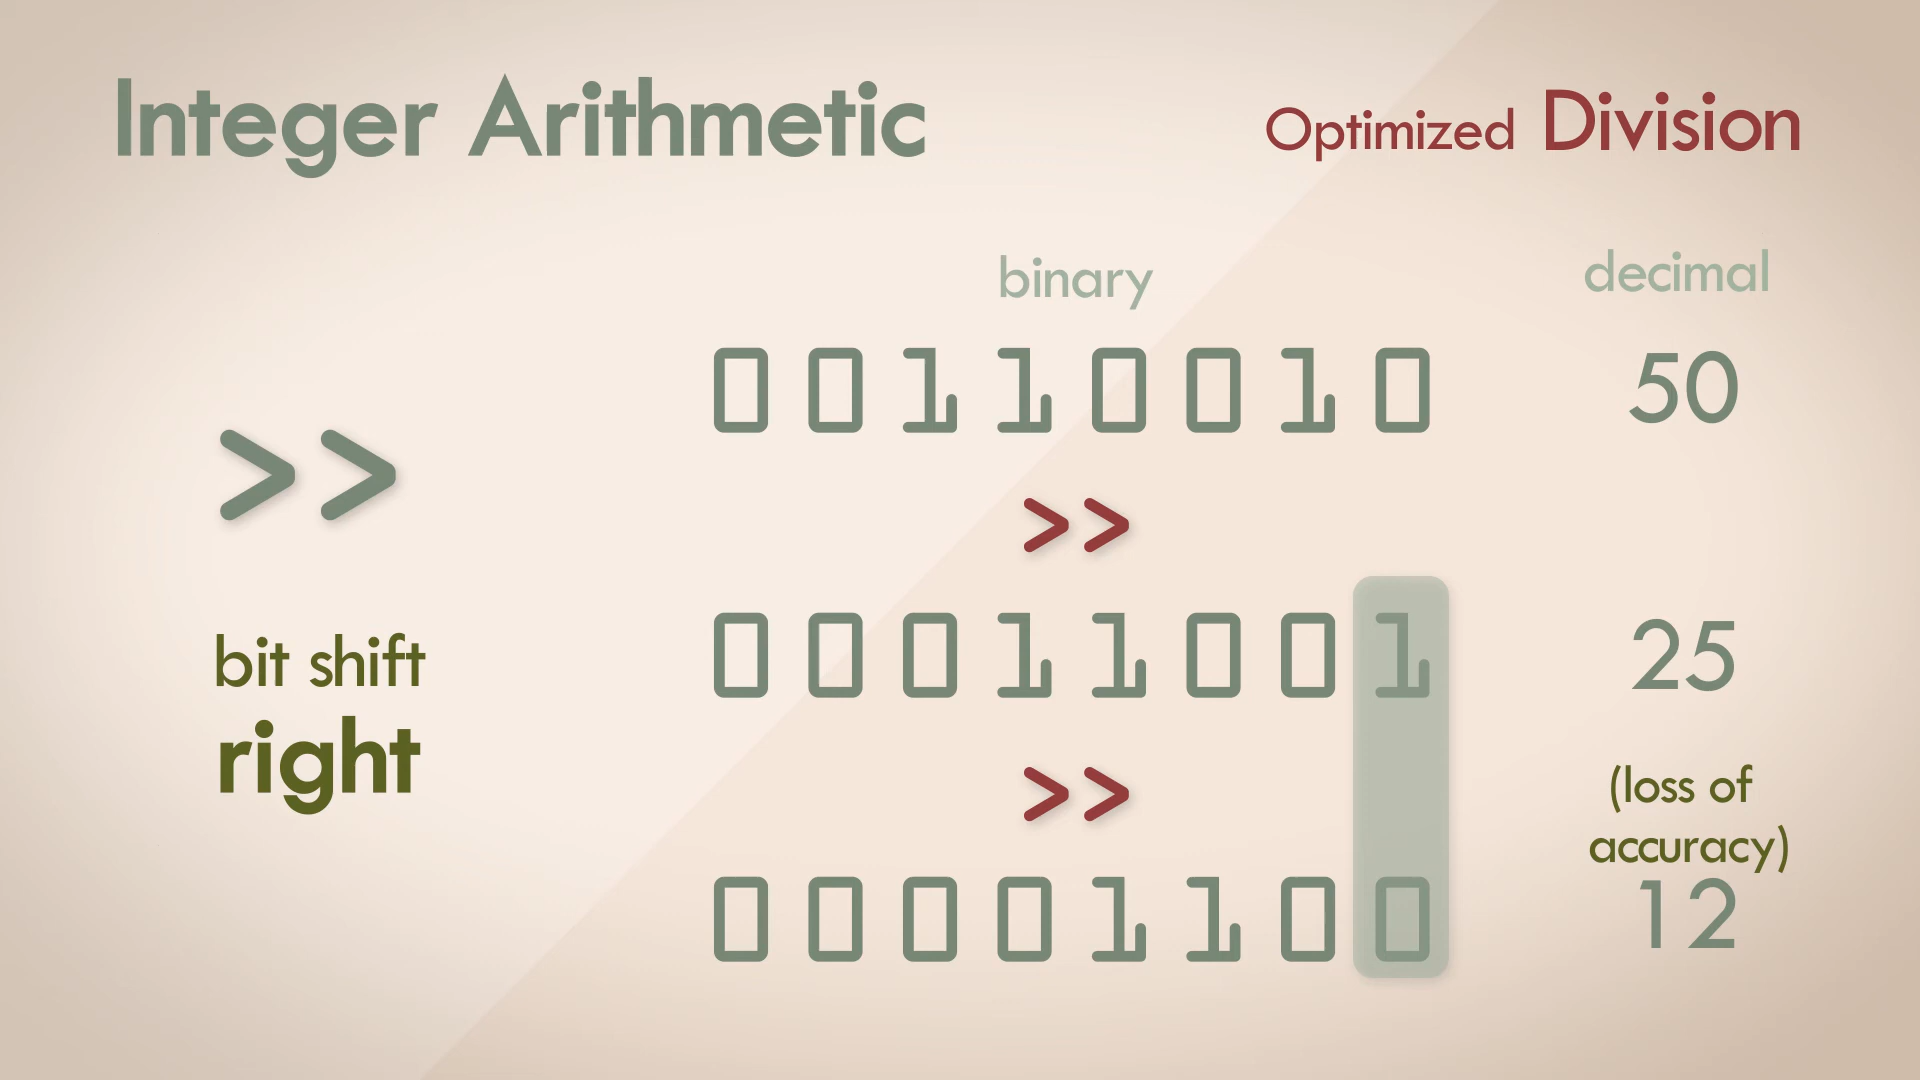 Integer Arithmetic
Optimized Division
binary
decimal
0 0 1 1 0 0 1 0
50
>>
>>
0 0 0 1 1 0 0 1
25
bit shift
right
>>
(loss of
accuracy)
0 0 0 0 1 1 0 0
12